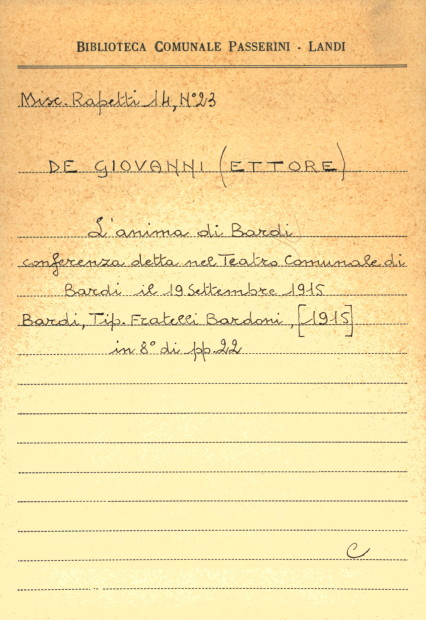 BIBLIOTECA COMUNALE PASSERINI - LANDI
Misc. Rapetti 14, N°23
DE GIOVANNI (ETTORE)
L'anima di Bardi
conferenza detta nel Teatro Comunale di
Bardi il 19 Settembre 1915
Bardi, Tip. Fratelli Bardoni, [1915]
in 8° di pp. 22
C